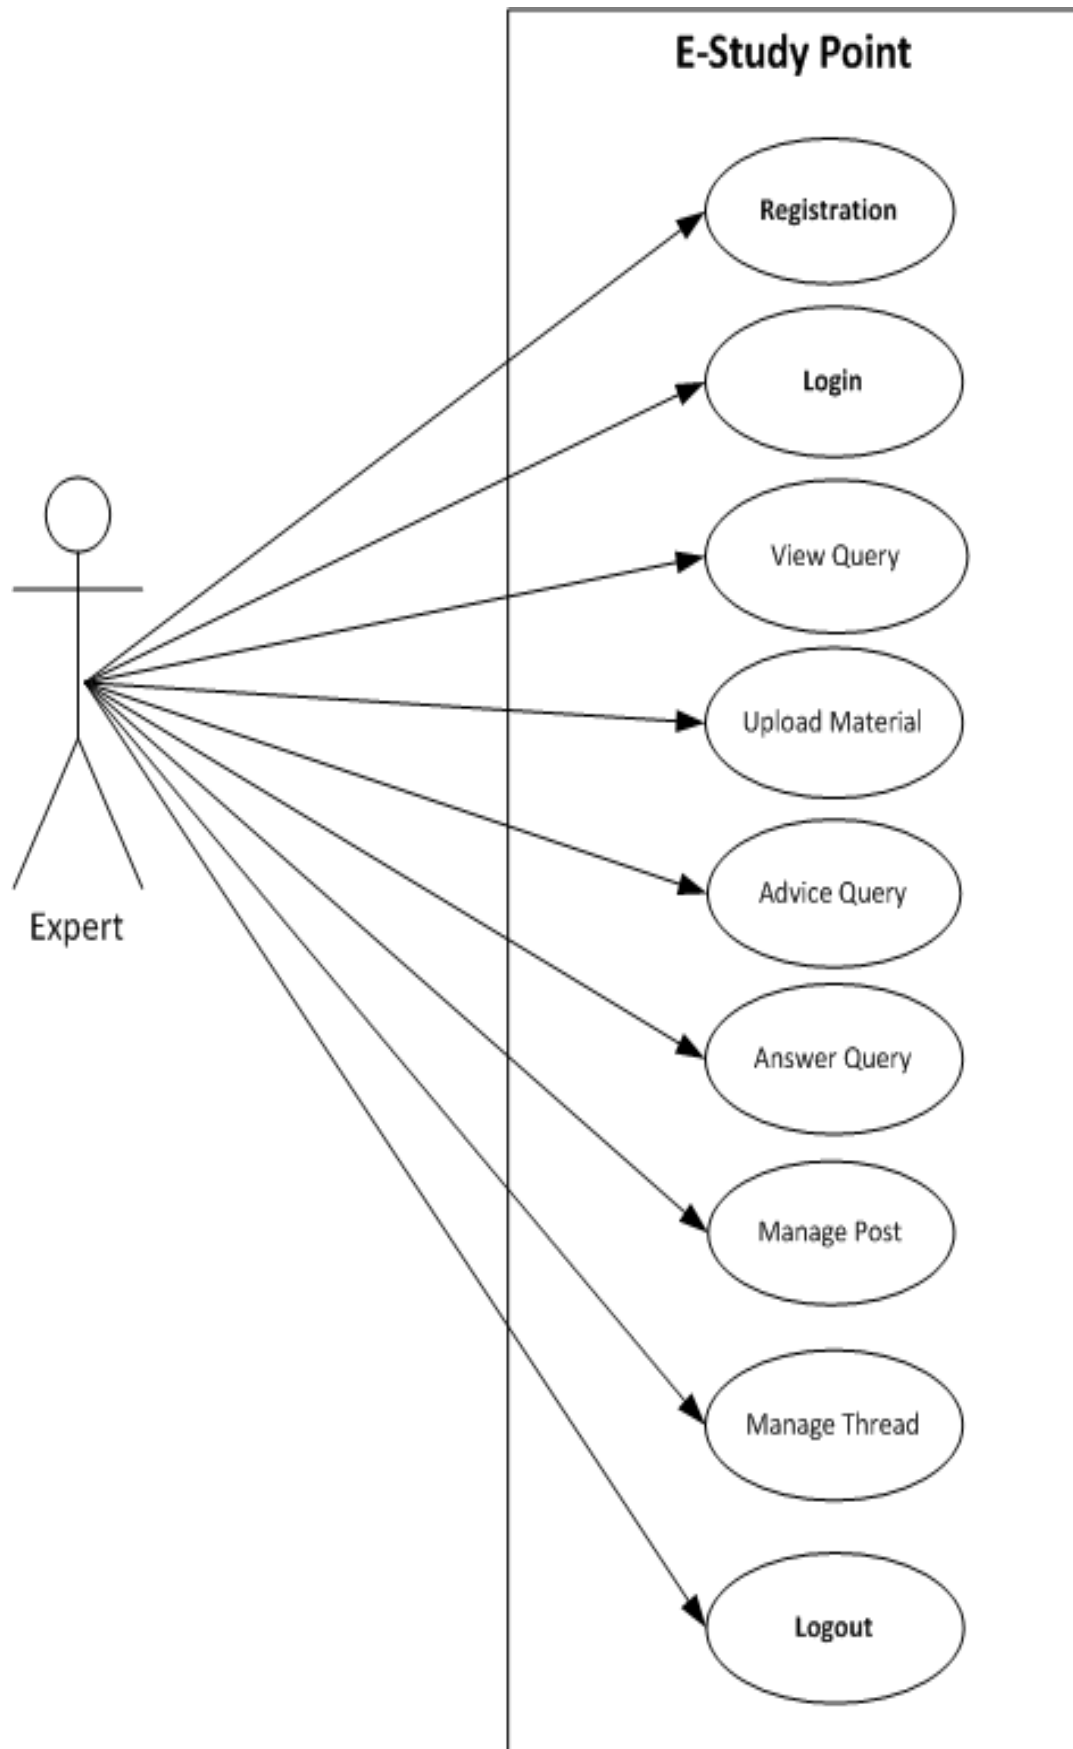 E-Study Point
Registration
Login
View Query
Upload Material
Advice Query
Expert
Answer Query
Manage Post
Manage Thread
Logout